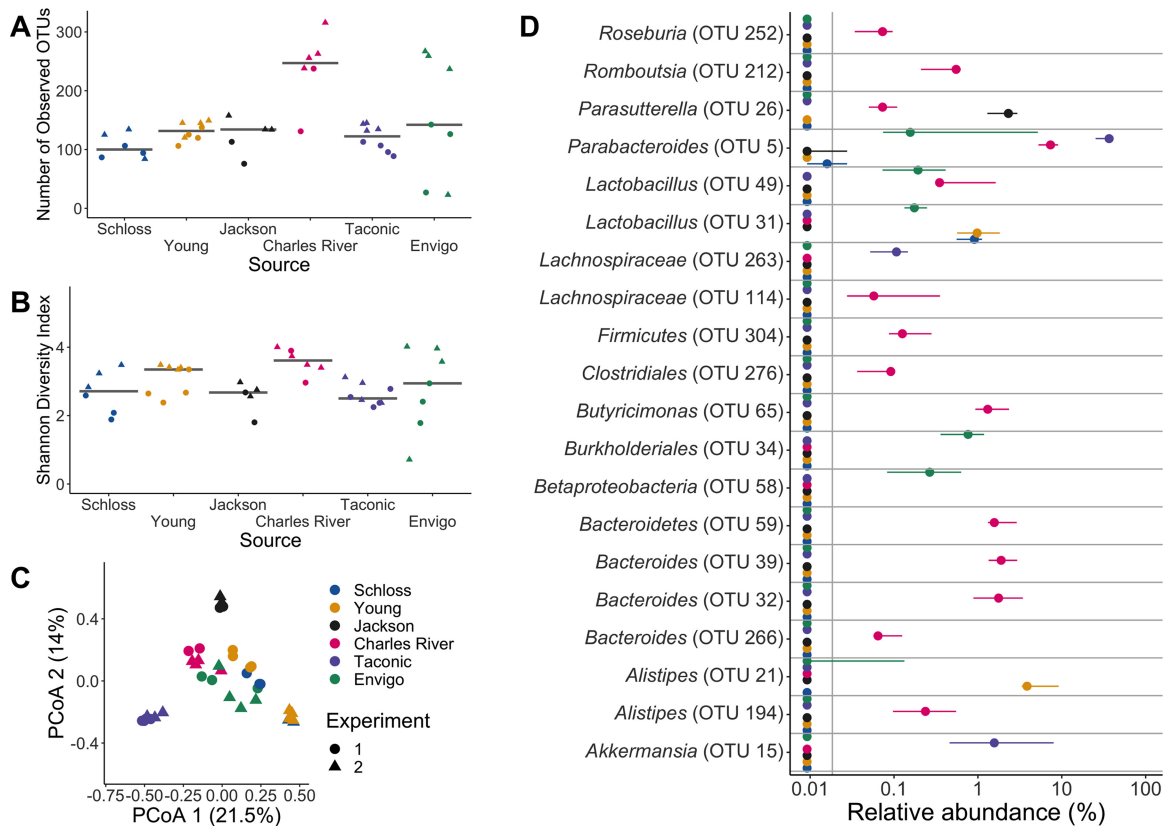 A
Number of Observed OTUs
300
200
100
0
Schloss
Young
Jackson
Charles River
Taconic
Envigo
Source
B
Shannon Diversity Index
4
2
0
Schloss
Young
Jackson
Charles River
Taconic
Envigo
Source
C
PCoA 2 (14%)
0.4
0.0
-0.4
-0.75
-0.50
-0.25
0.00
0.25
0.50
PCoA 1 (21.5%)
Schloss
Young
Jackson
Charles River
Taconic
Envigo
Experiment
1
2
D
Roseburia (OTU 252)
Romboutsia (OTU 212)
Parasutterella (OTU 26)
Parabacteroides (OTU 5)
Lactobacillus (OTU 49)
Lactobacillus (OTU 31)
Lachnospiraceae (OTU 263)
Lachnospiraceae (OTU 114)
Firmicutes (OTU 304)
Clostridiales (OTU 276)
Butyricimonas (OTU 65)
Burkholderiales (OTU 34)
Betaproteobacteria (OTU 58)
Bacteroidetes (OTU 59)
Bacteroides (OTU 39)
Bacteroides (OTU 32)
Bacteroides (OTU 266)
Alistipes (OTU 21)
Alistipes (OTU 194)
Akkermansia (OTU 15)
0.01
0.1
1
10
100
Relative abundance (%)